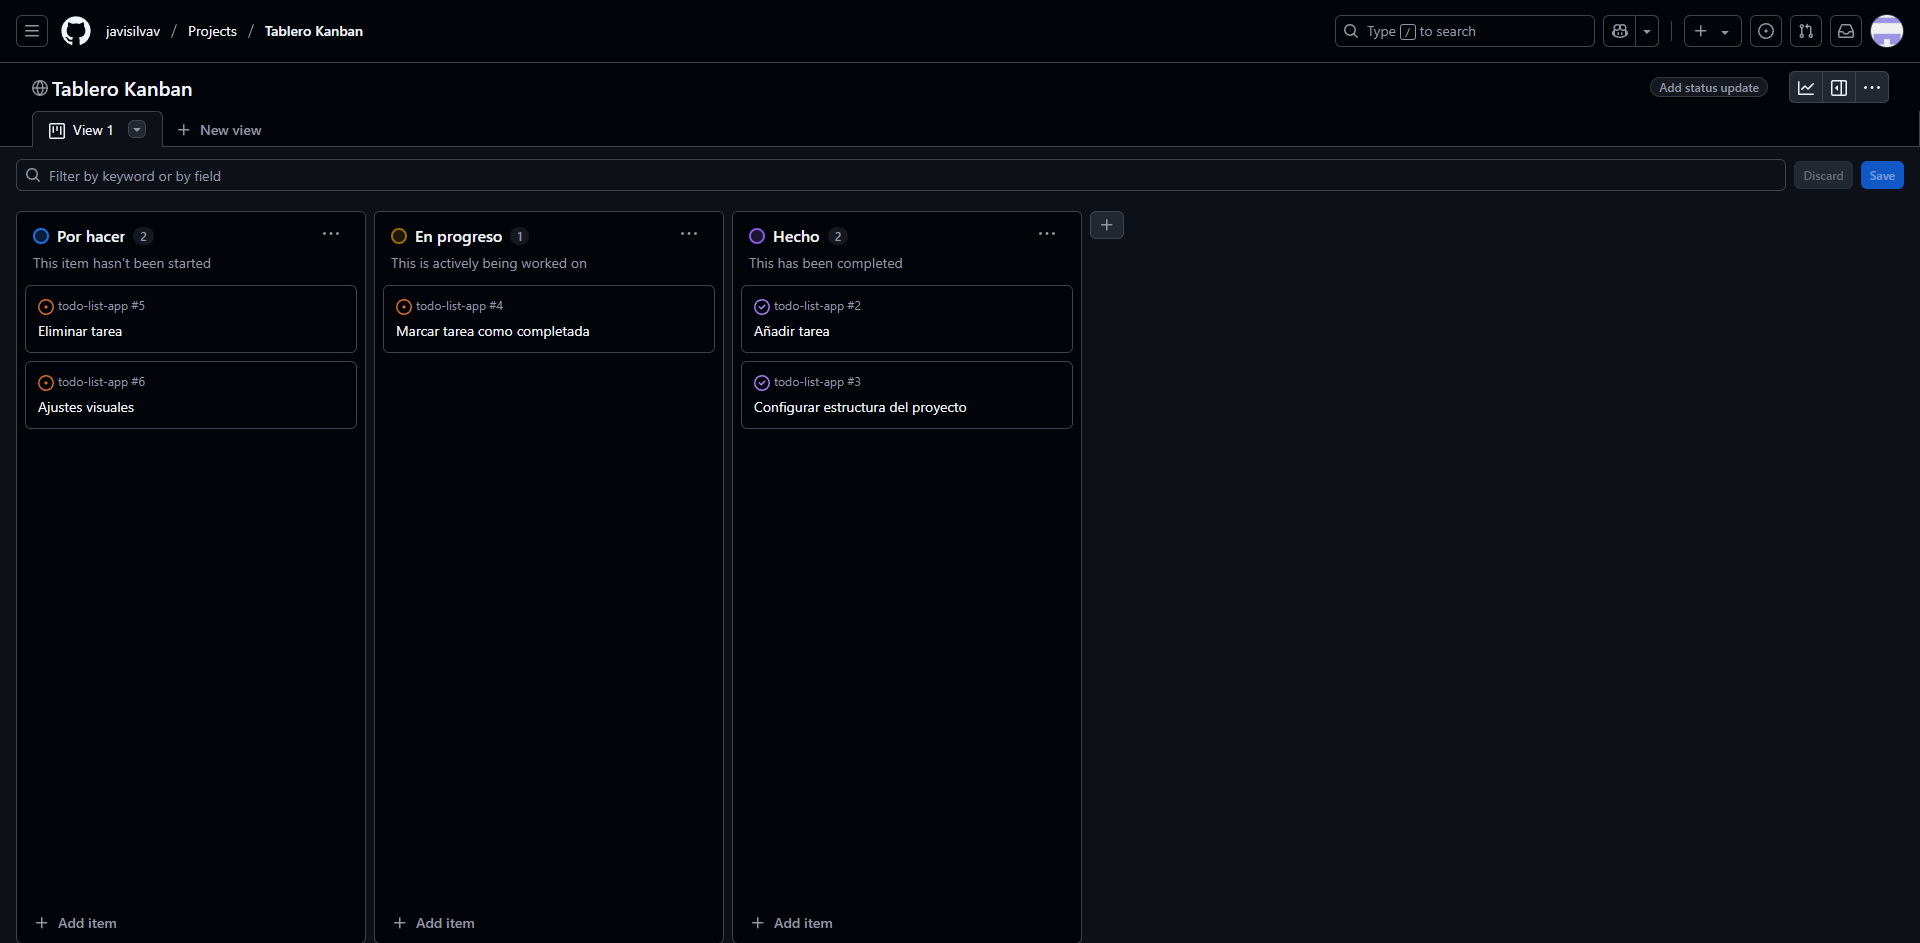 javisilvav / Projects / Tablero Kanban
Type / to search
Tablero Kanban
Add status update
View 1
New view
Filter by keyword or by field
Discard
Save
Por hacer 2
This item hasn't been started
todo-list-app #5
Eliminar tarea
todo-list-app #6
Ajustes visuales
Add item
En progreso 1
This is actively being worked on
todo-list-app #4
Marcar tarea como completada
Add item
Hecho 2
This has been completed
todo-list-app #2
Añadir tarea
todo-list-app #3
Configurar estructura del proyecto
Add item